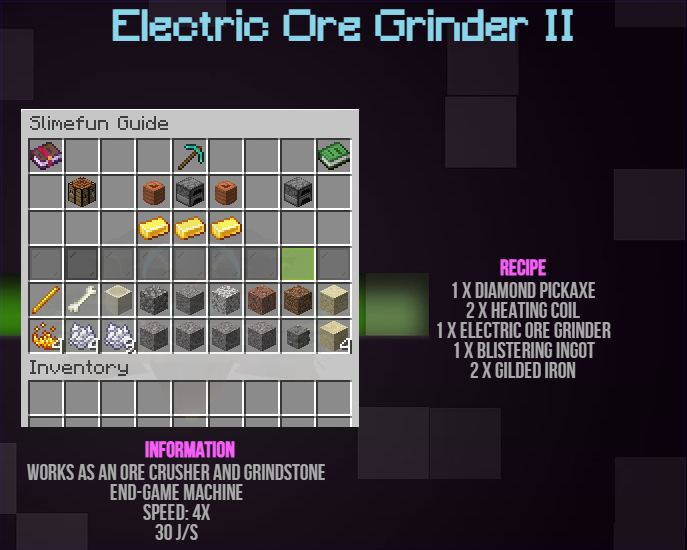 Electric Ore Grinder II
Slimefun Guide
4
4
Inventory
RECIPE
1 X DIAMOND PICKAXE
2 X HEATING COIL
1 X ELECTRIC ORE GRINDER
1 X BLISTERING INGOT
2 X GILDED IRON
INFORMATION
WORKS AS AN ORE CRUSHER AND GRINDSTONE
END-GAME MACHINE
SPEED: 4X
30 J/S